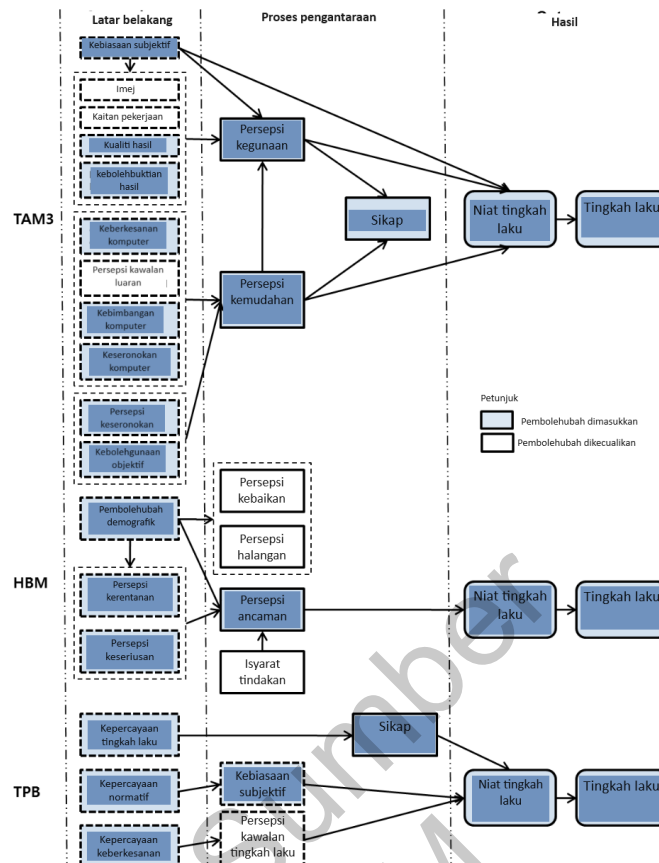 Latar belakang
Proses pengantaraan
Hasil
Kebiasaan subjektif
Imej
Kaitan pekerjaan
Kualiti hasil
kebolehbuktian
hasil
Persepsi
kegunaan
TAM3
Sikap
Niat tingkah
laku
Tingkah laku
Keberkesanan
komputer
Persepsi kawalan
luaran
Kebimbangan
komputer
Keseronokan
komputer
Persepsi
kemudahan
Persepsi
keseronokan
Kebolehgunaan
objektif
Petunjuk
Pembolehubah dimasukkan
Pembolehubah dikecualikan
Persepsi
kebaikan
Persepsi
halangan
Pembolehubah
demografik
HBM
Persepsi
kerentanan
Persepsi
keseriusan
Persepsi
ancaman
Isyarat
tindakan
Niat tingkah
laku
Tingkah laku
Kepercayaan
tingkah laku
Sikap
TPB
Kepercayaan
normatif
Kebiasaan
subjektif
Niat tingkah
laku
Tingkah laku
Kepercayaan
keberkesanan
Persepsi
kawalan
tingkah laku
Sumber